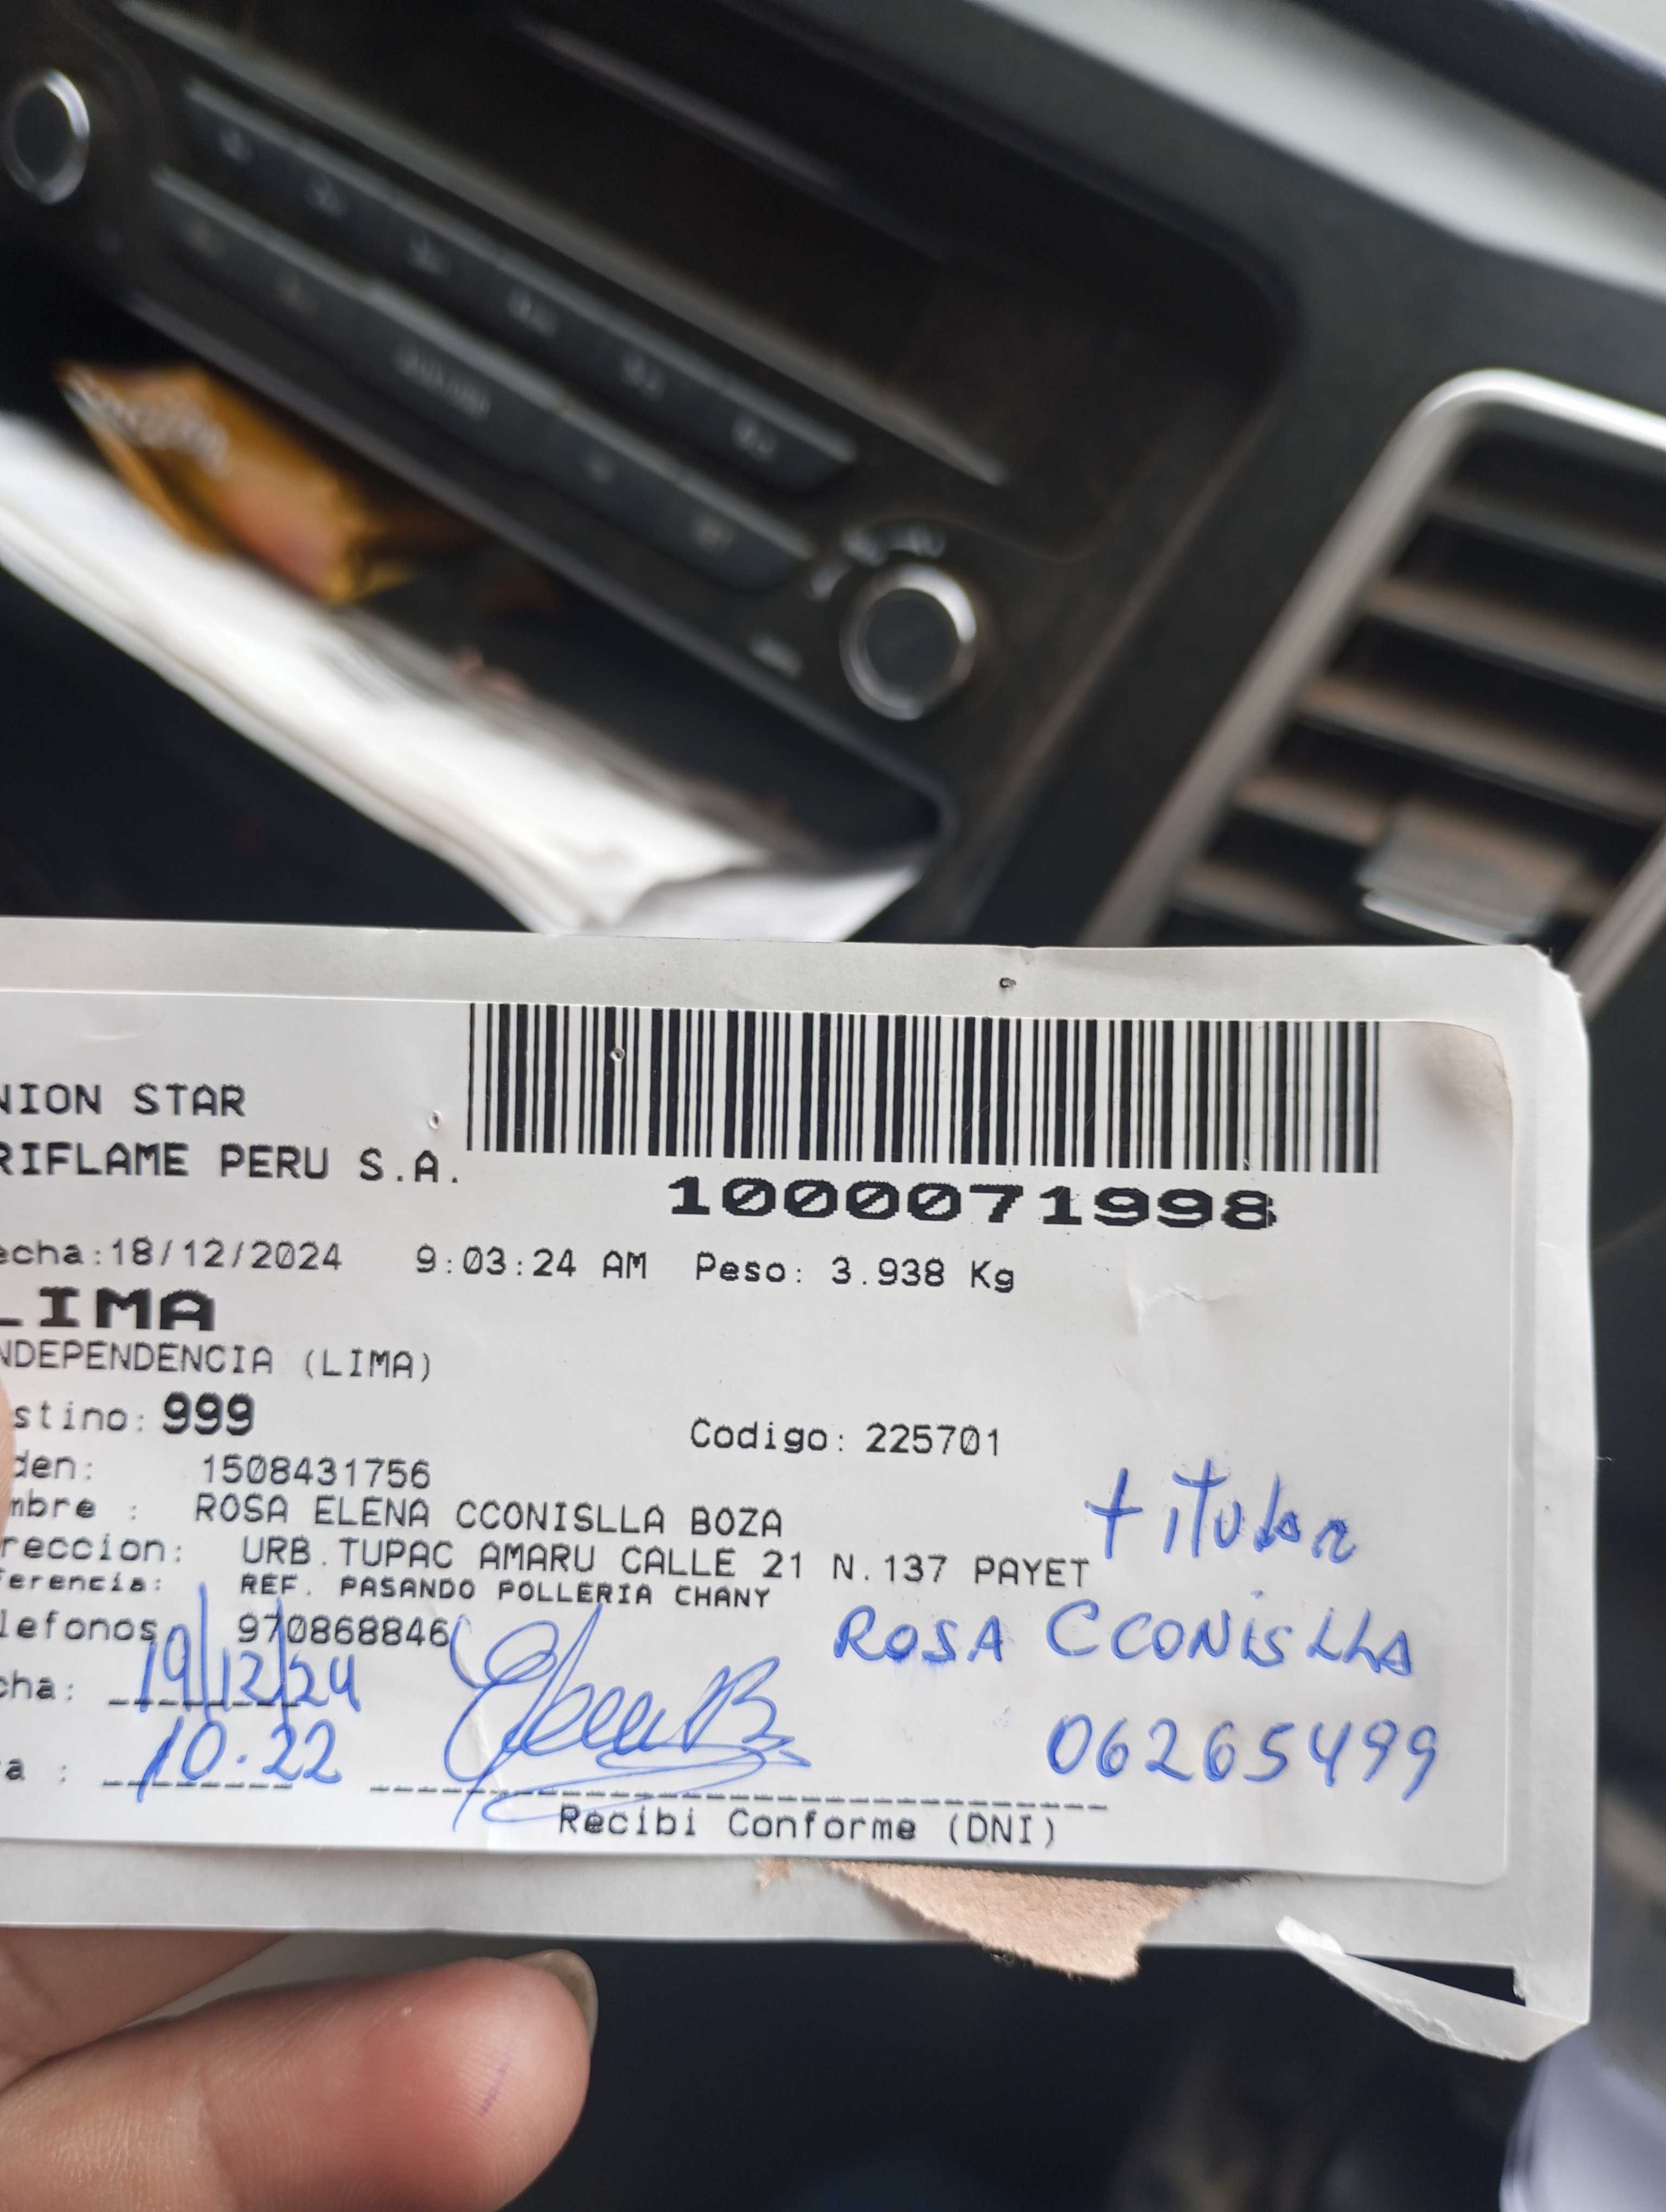 NION STAR
RIFLAME PERU S.A.
1000071998
echa:18/12/2024 9:03:24 AM Peso: 3.938 Kg
LIMA
NDEPENDENCIA (LIMA)
stino: 999 Codigo: 225701
den: 1508431756
mbre : ROSA ELENA CCONISLLA BOZA
titular
reccion: URB.TUPAC AMARU CALLE 21 N.137 PAYET
ferencia: REF. PASANDO POLLERIA CHANY
lefonos 970868846
ROSA CCONISLLA
cha: 19/12/24
06265499
a : 10.22
Recibi Conforme (DNI)